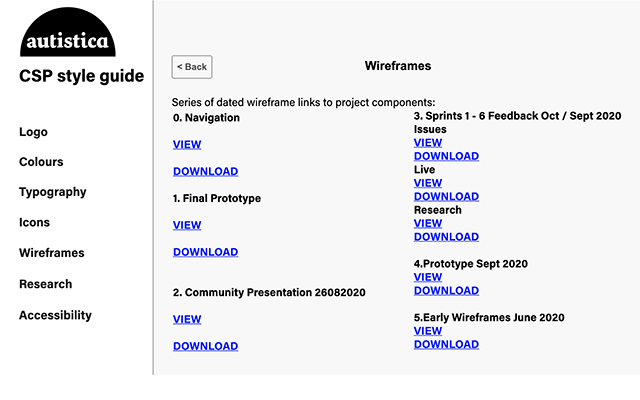 autistica
CSP style guide
Logo
Colours
Typography
Icons
Wireframes
Research
Accessibility
< Back
Wireframes
Series of dated wireframe links to project components:
0. Navigation
VIEW
DOWNLOAD
1. Final Prototype
VIEW
DOWNLOAD
2. Community Presentation 26082020
VIEW
DOWNLOAD
3. Sprints 1 - 6 Feedback Oct / Sept 2020
Issues
VIEW
DOWNLOAD
Live
VIEW
DOWNLOAD
Research
VIEW
DOWNLOAD
4.Prototype Sept 2020
VIEW
DOWNLOAD
5.Early Wireframes June 2020
VIEW
DOWNLOAD